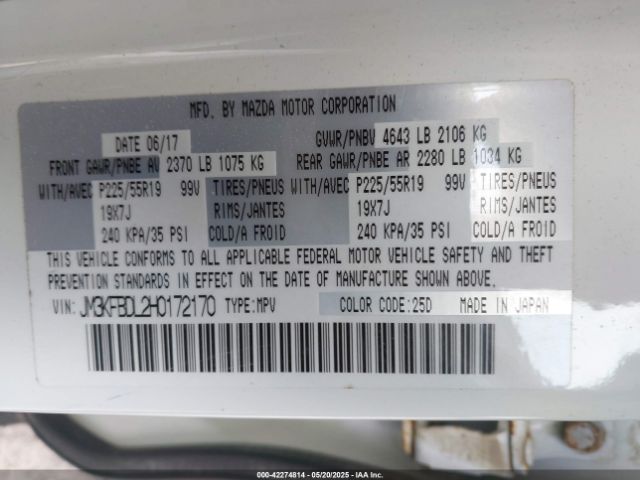 MFD. BY MAZDA MOTOR CORPORATION
DATE 06/17 GVWR/PNBV 4643 LB 2106 KG
FRONT GAWR/PNBE AV 2370 LB 1075 KG REAR GAWR/PNBE AR 2280 LB 1034 KG
WITH/AVEC P225/55R19 99V TIRES/PNEUS WITH/AVEC P225/55R19 99V TIRES/PNEUS
19X7J RIMS/JANTES 19X7J RIMS/JANTES
240 KPA/35 PSI COLD/A FROID 240 KPA/35 PSI COLD/A FROID
THIS VEHICLE CONFORMS TO ALL APPLICABLE FEDERAL MOTOR VEHICLE SAFETY AND THEFT
PREVENTION STANDARDS IN EFFECT ON THE DATE OF MANUFACTURE SHOWN ABOVE.
VIN: JM3KFBDL2H0172170 TYPE:MPV COLOR CODE:25D MADE IN JAPAN
000-42274814 - 05/20/2025 - IAA